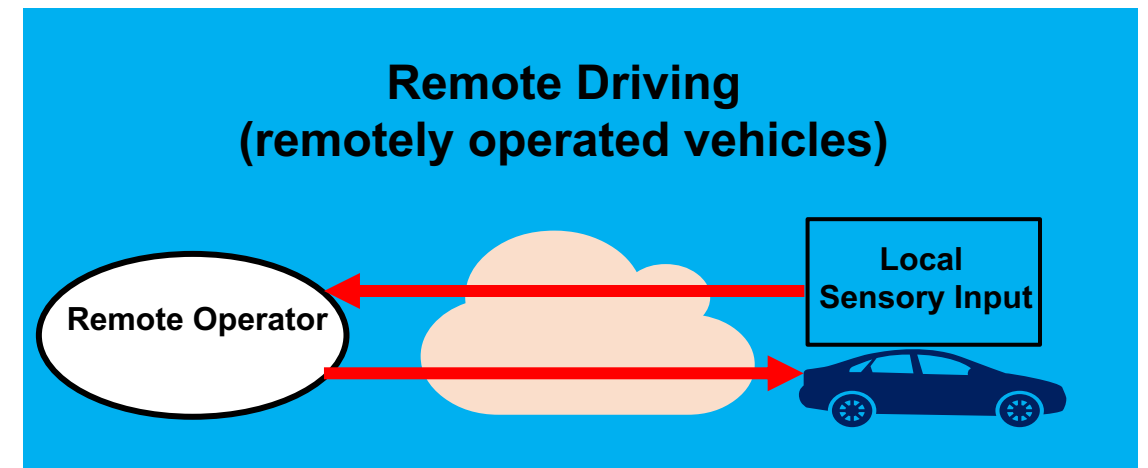 Remote Driving
(remotely operated vehicles)
Remote Operator
Local
Sensory Input